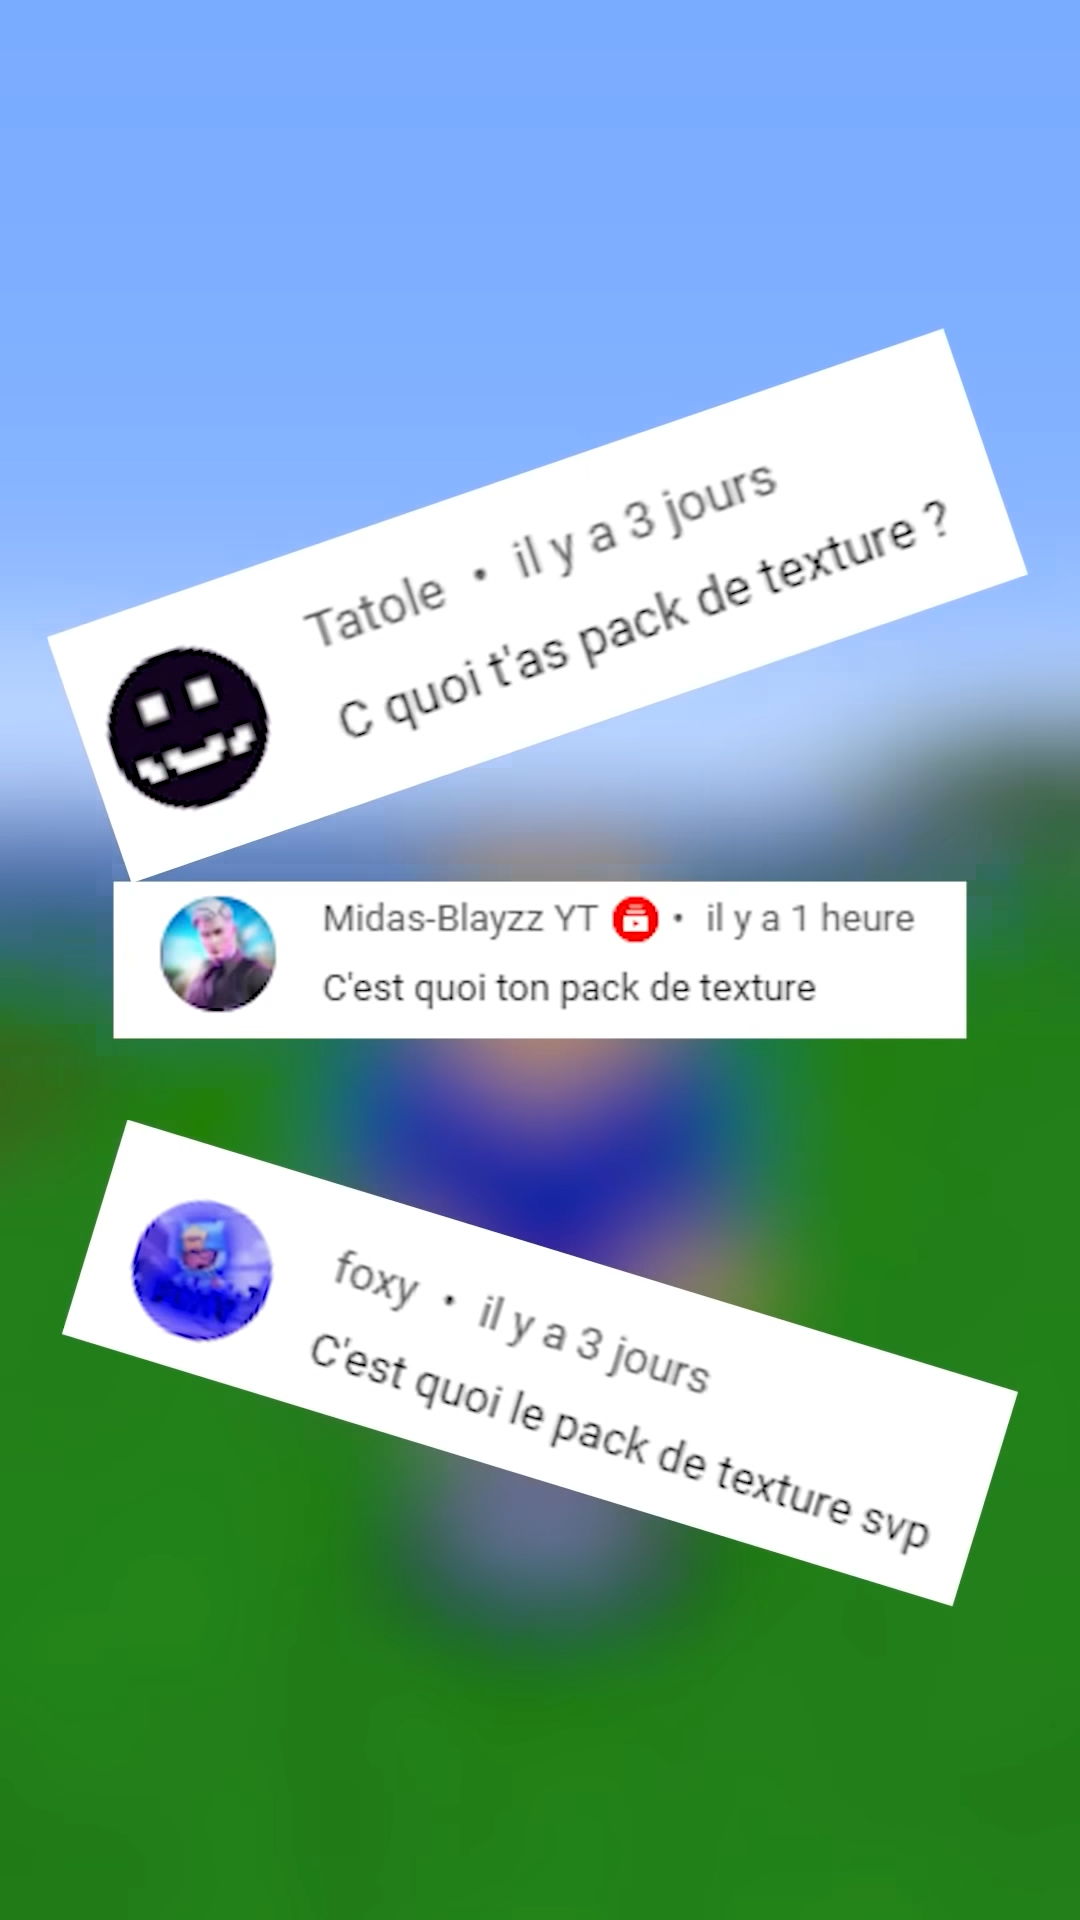 Tatole • il y a 3 jours
C quoi t'as pack de texture ?
Midas-Blayzz YT • il y a 1 heure
C'est quoi ton pack de texture
foxy • il y a 3 jours
C'est quoi le pack de texture svp